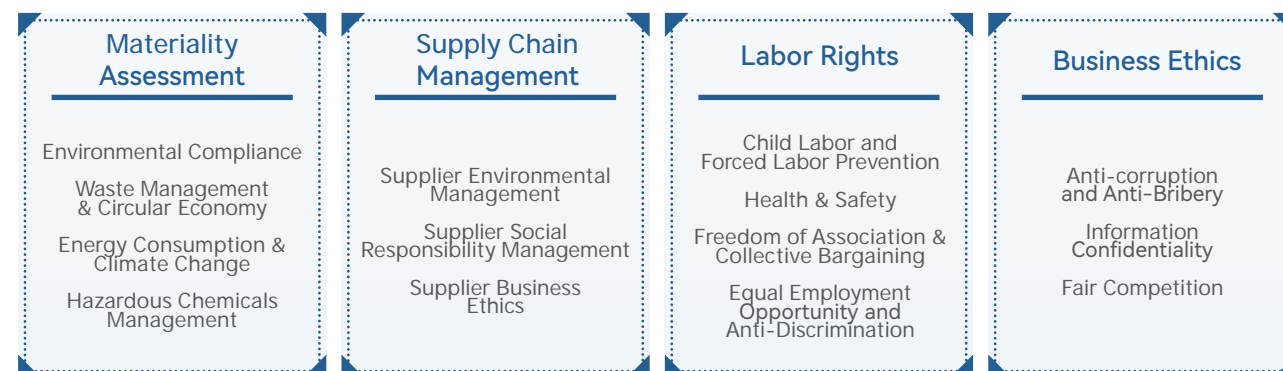 Materiality
Assessment
Environmental Compliance
Waste Management
& Circular Economy
Energy Consumption &
Climate Change
Hazardous Chemicals
Management
Supply Chain
Management
Supplier Environmental
Management
Supplier Social
Responsibility Management
Supplier Business
Ethics
Labor Rights
Child Labor and
Forced Labor Prevention
Health & Safety
Freedom of Association &
Collective Bargaining
Equal Employment
Opportunity and
Anti-Discrimination
Business Ethics
Anti-corruption
and Anti-Bribery
Information
Confidentiality
Fair Competition